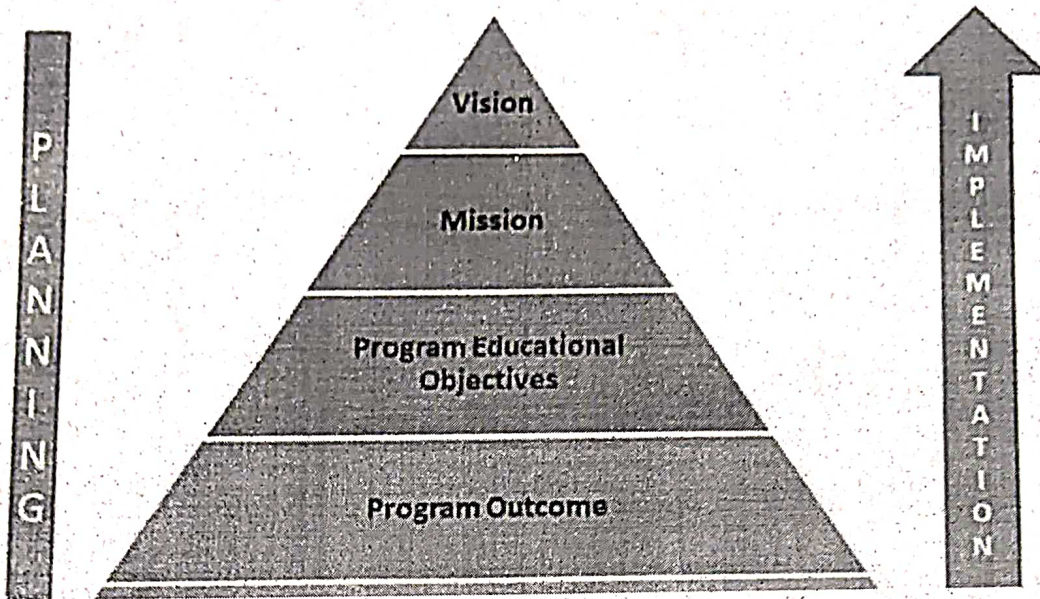 PLANNING
Vision
Mission
Program Educational
Objectives
Program Outcome
IMPLEMENTATION